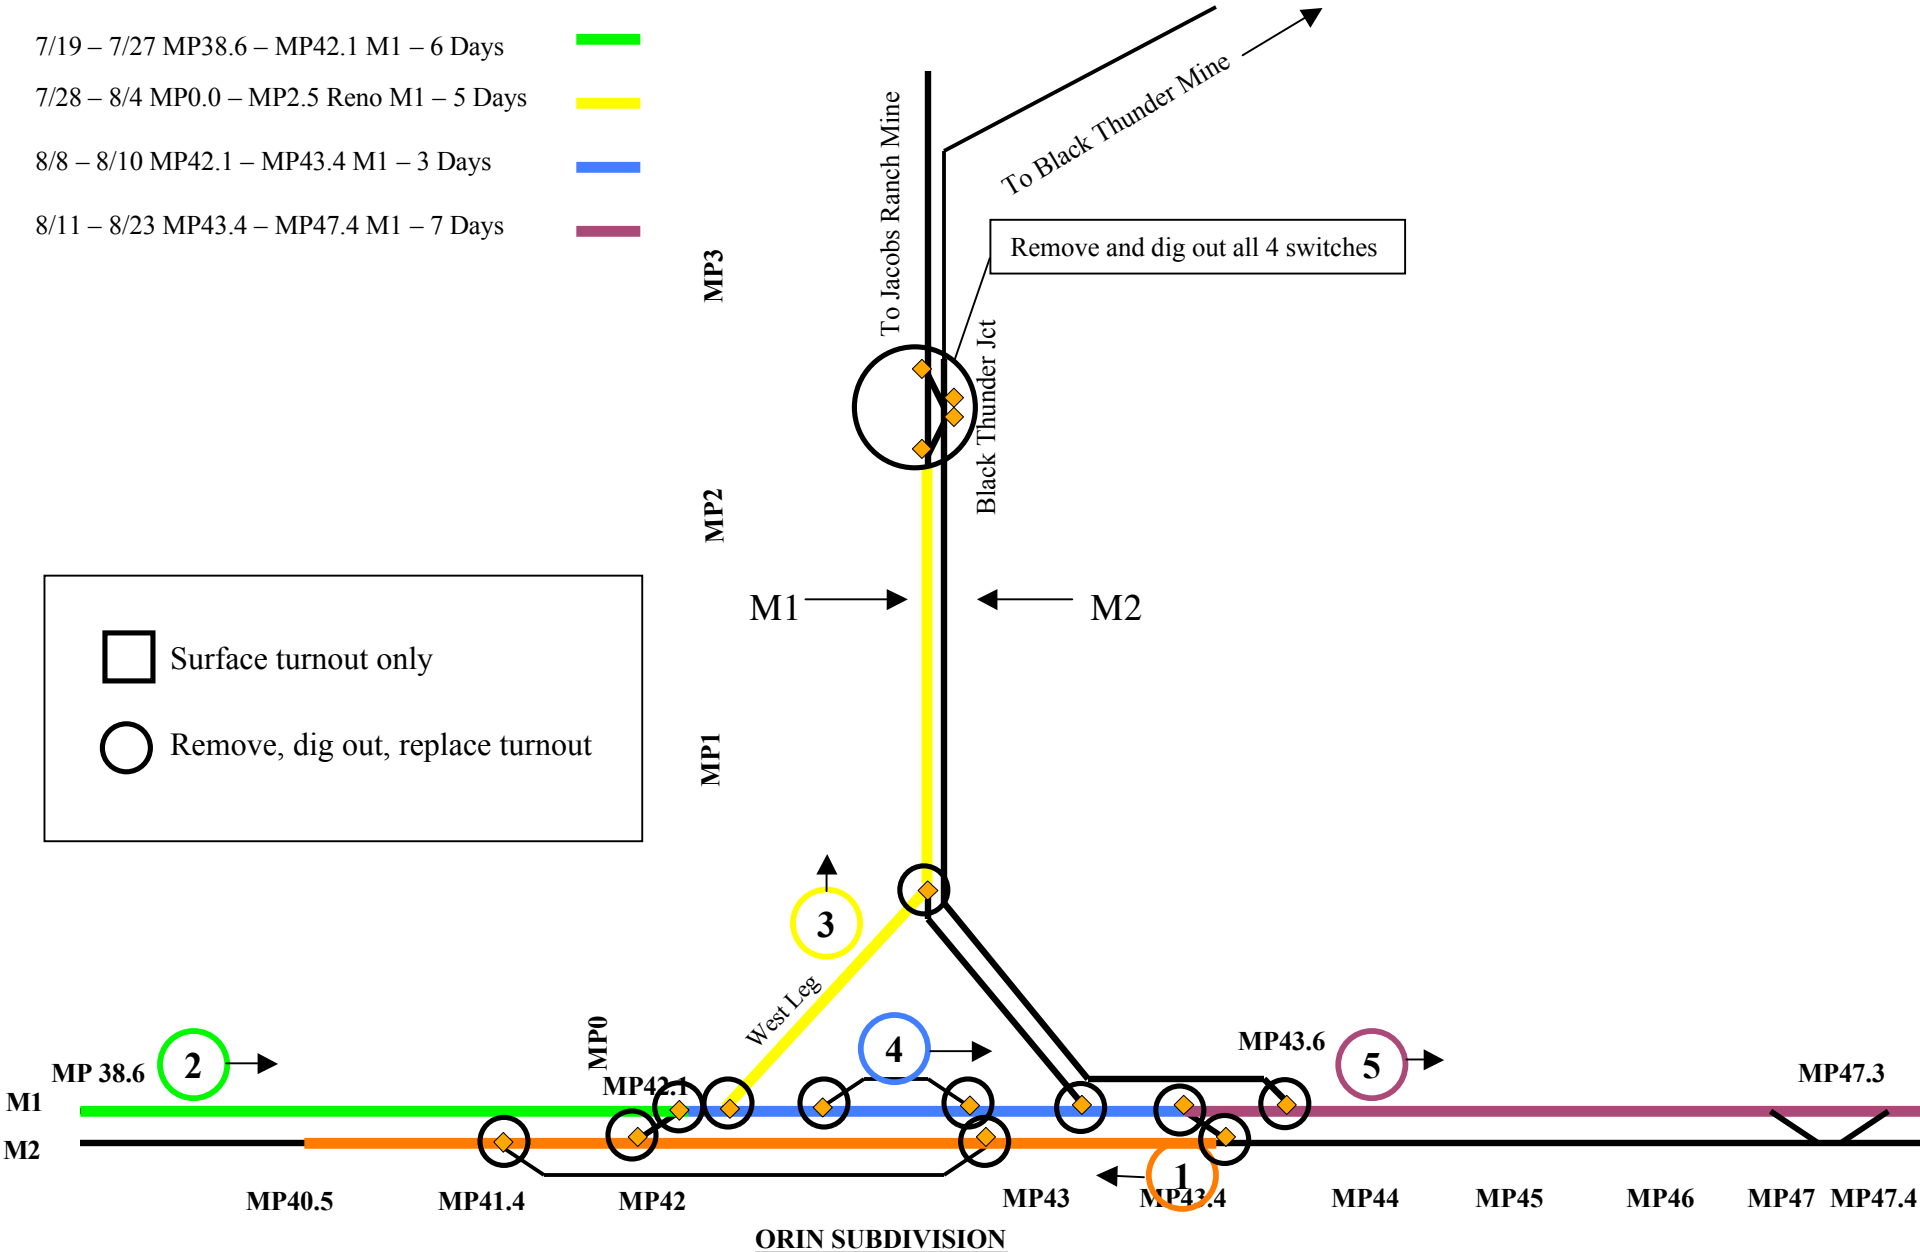 7/19 – 7/27 MP38.6 – MP42.1 M1 – 6 Days
7/28 – 8/4 MP0.0 – MP2.5 Reno M1 – 5 Days
8/8 – 8/10 MP42.1 – MP43.4 M1 – 3 Days
8/11 – 8/23 MP43.4 – MP47.4 M1 – 7 Days
To Jacobs Ranch Mine
To Black Thunder Mine
Remove and dig out all 4 switches
MP3
Black Thunder Jct
MP2
M1
M2
Surface turnout only
Remove, dig out, replace turnout
MP1
3
West Leg
MP0
4
MP43.6
5
MP 38.6
2
MP42.1
MP47.3
M1
M2
1
MP40.5
MP41.4
MP42
MP43
MP43.4
MP44
MP45
MP46
MP47
MP47.4
ORIN SUBDIVISION